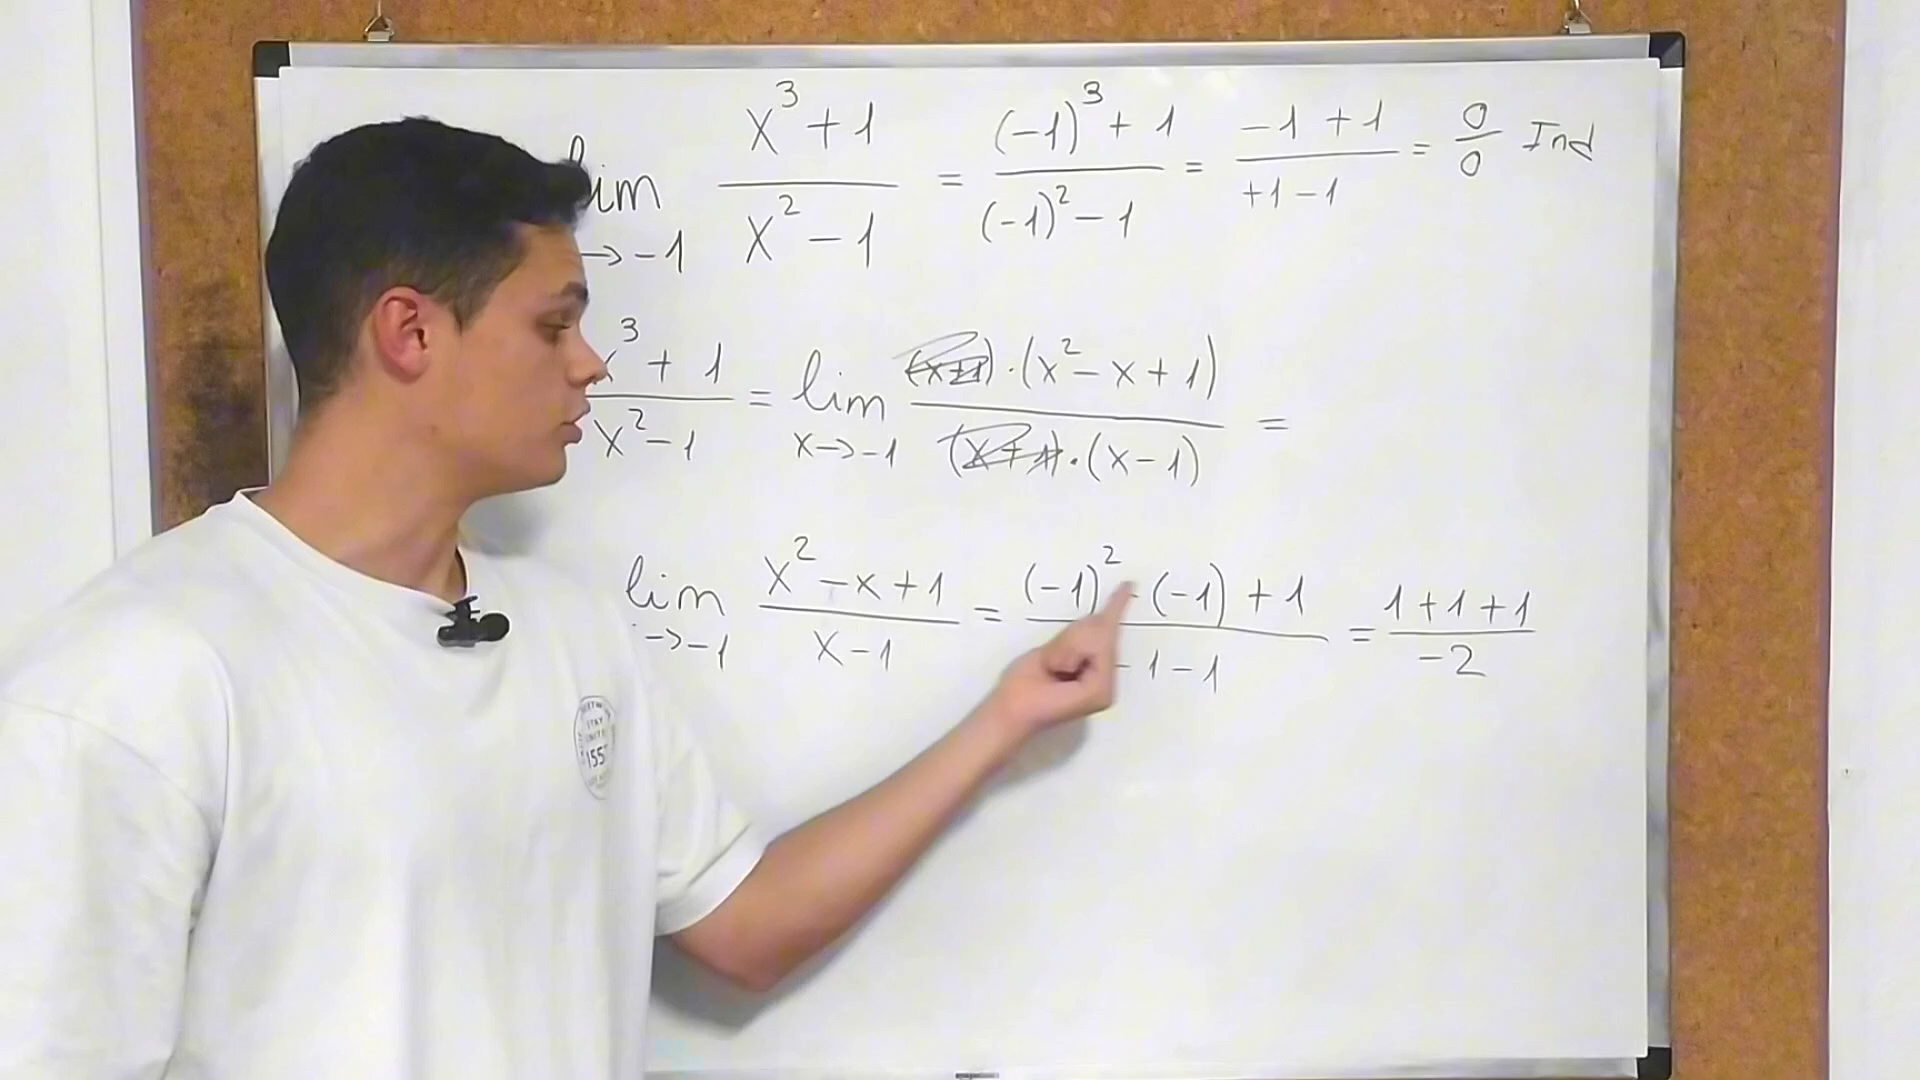 lim x→-1 (x³+1)/(x²-1) = ((-1)³+1)/((-1)²-1) = (-1+1)/(+1-1) = 0/0 Ind
(x³+1)/(x²-1) = lim x→-1 ((x+1)·(x²-x+1))/((x+1)·(x-1)) =
lim x→-1 (x²-x+1)/(x-1) = ((-1)²-(-1)+1)/(-1-1) = (1+1+1)/(-2)
155